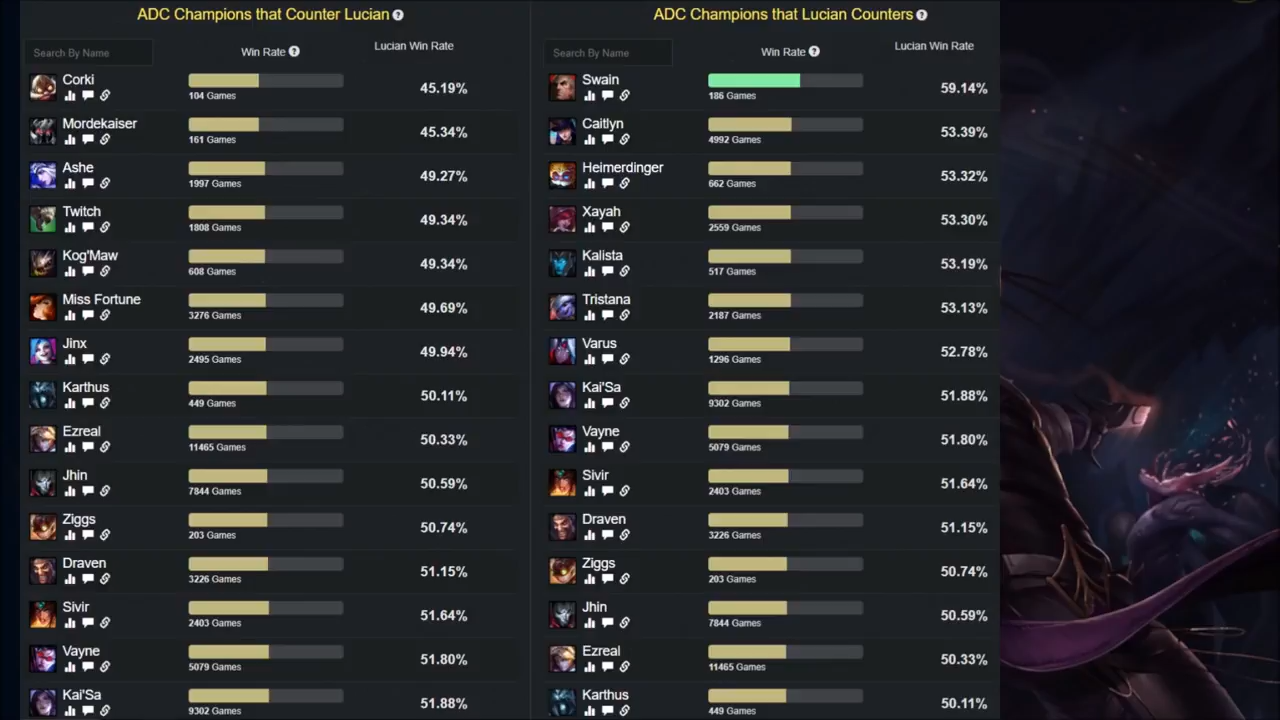 ADC Champions that Counter Lucian ?
Search By Name Win Rate ? Lucian Win Rate
Corki
104 Games 45.19%
Mordekaiser
161 Games 45.34%
Ashe
1997 Games 49.27%
Twitch
1808 Games 49.34%
Kog'Maw
608 Games 49.34%
Miss Fortune
3276 Games 49.69%
Jinx
2495 Games 49.94%
Karthus
449 Games 50.11%
Ezreal
11465 Games 50.33%
Jhin
7844 Games 50.59%
Ziggs
203 Games 50.74%
Draven
3226 Games 51.15%
Sivir
2403 Games 51.64%
Vayne
5079 Games 51.80%
Kai'Sa
9302 Games 51.88%
ADC Champions that Lucian Counters ?
Search By Name Win Rate ? Lucian Win Rate
Swain
186 Games 59.14%
Caitlyn
4992 Games 53.39%
Heimerdinger
662 Games 53.32%
Xayah
2559 Games 53.30%
Kalista
517 Games 53.19%
Tristana
2187 Games 53.13%
Varus
1296 Games 52.78%
Kai'Sa
9302 Games 51.88%
Vayne
5079 Games 51.80%
Sivir
2403 Games 51.64%
Draven
3226 Games 51.15%
Ziggs
203 Games 50.74%
Jhin
7844 Games 50.59%
Ezreal
11465 Games 50.33%
Karthus
449 Games 50.11%